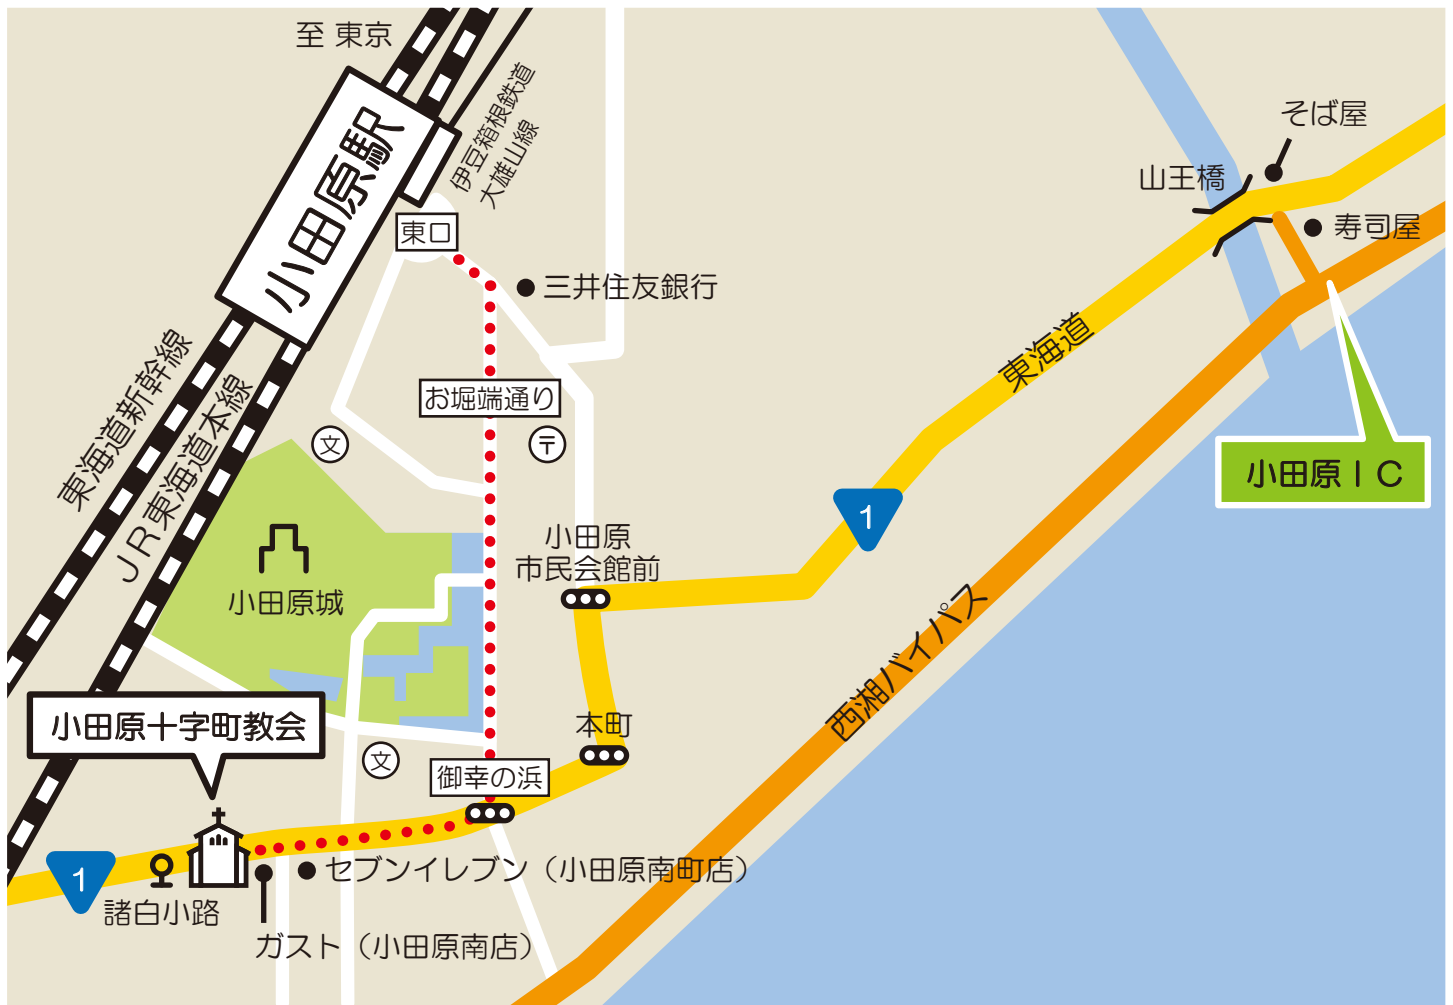 至 東京
小田原駅
伊豆箱根鉄道
大雄山線
東口
三井住友銀行
そば屋
山王橋
寿司屋
東海道新幹線
JR東海道本線
お堀端通り
文
〒
東海道
小田原IC
1
小田原
市民会館前
小田原城
西湘バイパス
小田原十字町教会
本町
文
御幸の浜
1
セブンイレブン（小田原南町店）
諸白小路
ガスト（小田原南店）